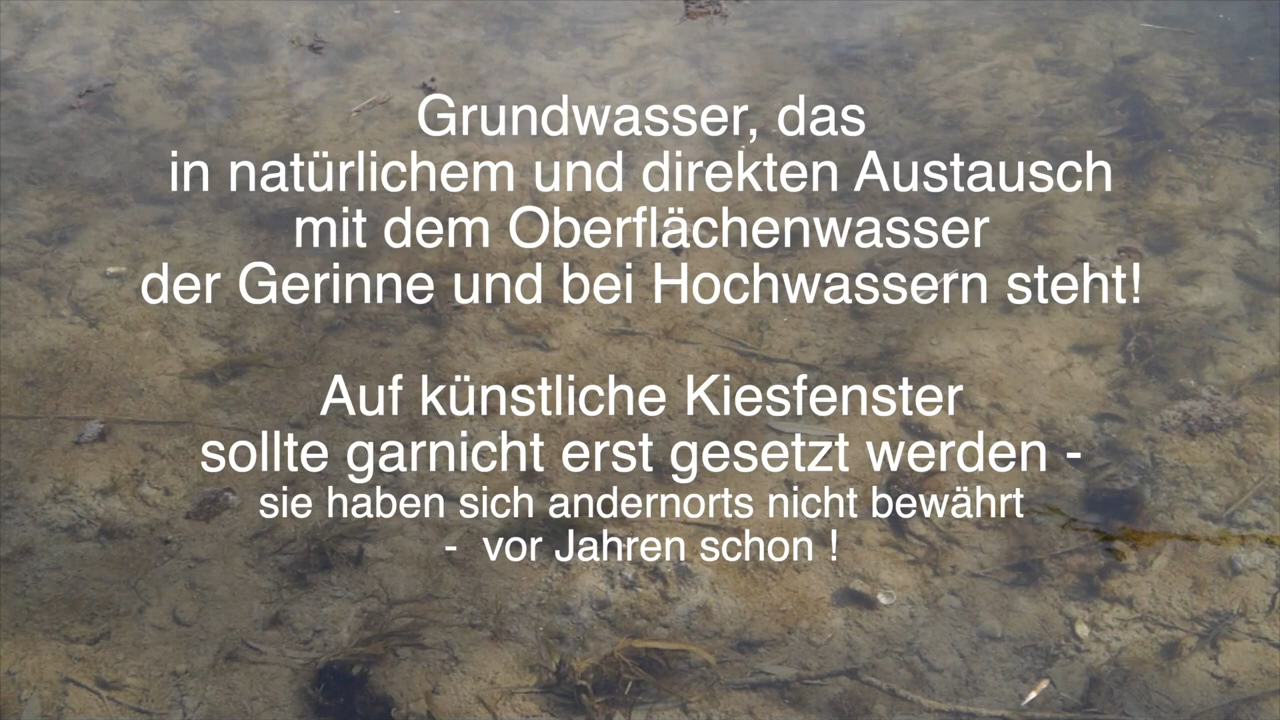 Grundwasser, das
in natürlichem und direkten Austausch
mit dem Oberflächenwasser
der Gerinne und bei Hochwassern steht!
Auf künstliche Kiesfenster
sollte garnicht erst gesetzt werden -
sie haben sich andernorts nicht bewährt
- vor Jahren schon !